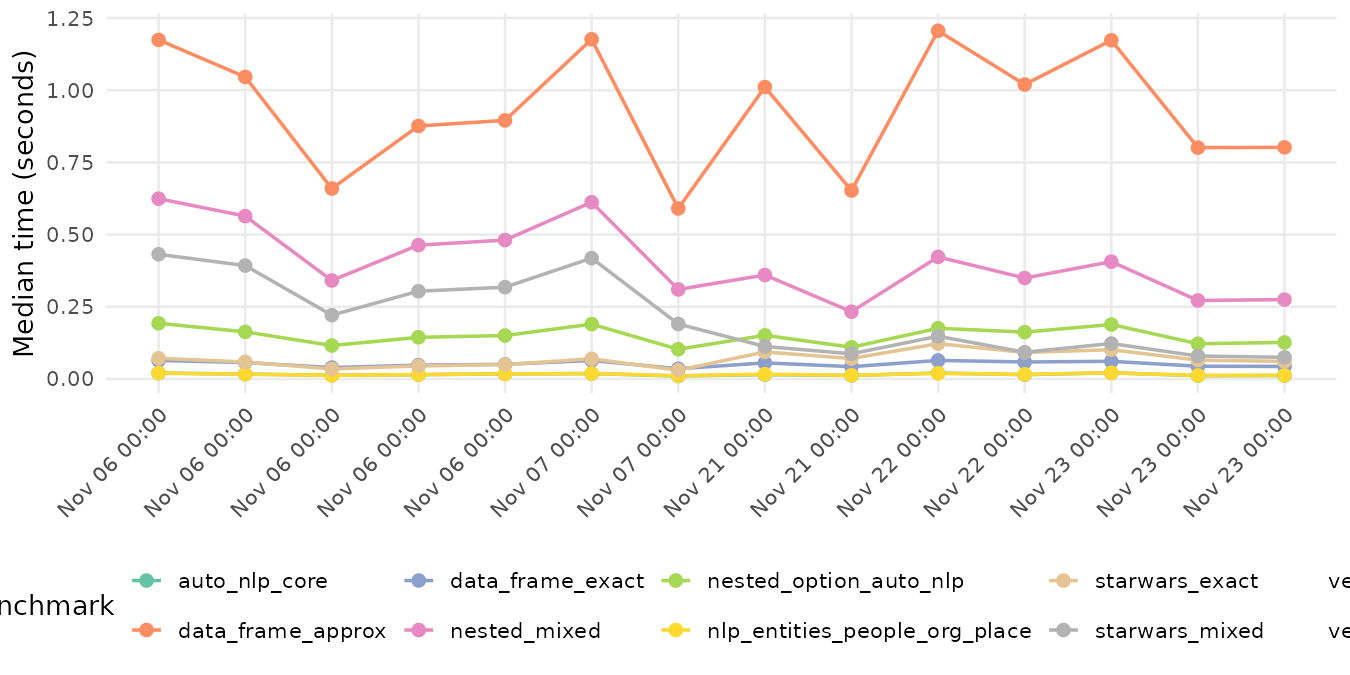 1.25
1.00
0.75
0.50
0.25
0.00
Median time (seconds)
Nov 06 00:00
Nov 06 00:00
Nov 06 00:00
Nov 06 00:00
Nov 06 00:00
Nov 07 00:00
Nov 07 00:00
Nov 21 00:00
Nov 21 00:00
Nov 22 00:00
Nov 22 00:00
Nov 23 00:00
Nov 23 00:00
Nov 23 00:00
nchmark
auto_nlp_core data_frame_exact nested_option_auto_nlp starwars_exact ve
data_frame_approx nested_mixed nlp_entities_people_org_place starwars_mixed ve